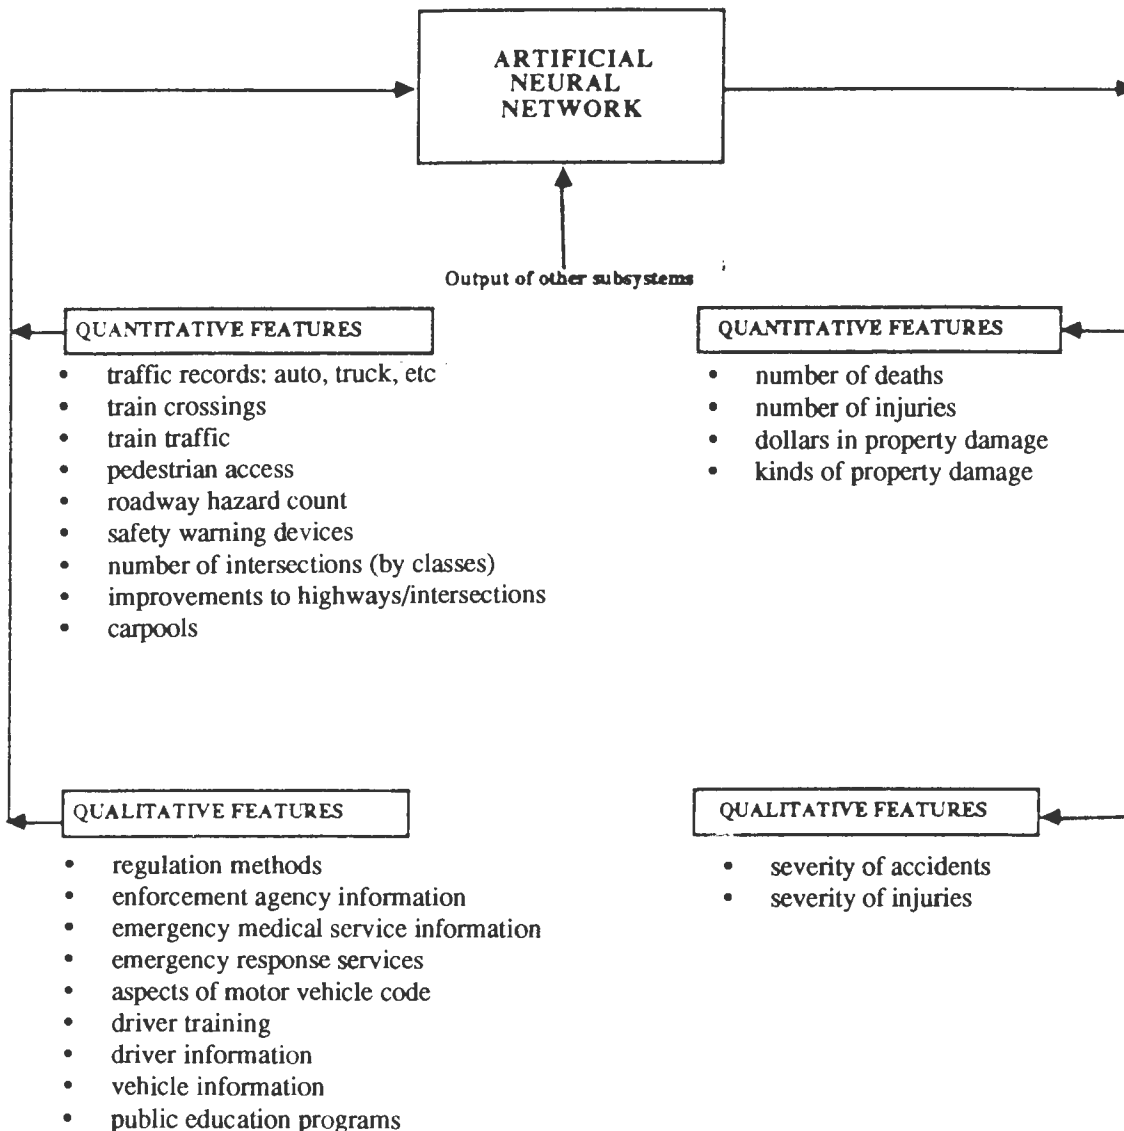 ARTIFICIAL
NEURAL
NETWORK
Output of other subsystems
QUANTITATIVE FEATURES
• traffic records: auto, truck, etc
• train crossings
• train traffic
• pedestrian access
• roadway hazard count
• safety warning devices
• number of intersections (by classes)
• improvements to highways/intersections
• carpools
QUANTITATIVE FEATURES
• number of deaths
• number of injuries
• dollars in property damage
• kinds of property damage
QUALITATIVE FEATURES
• regulation methods
• enforcement agency information
• emergency medical service information
• emergency response services
• aspects of motor vehicle code
• driver training
• driver information
• vehicle information
• public education programs
QUALITATIVE FEATURES
• severity of accidents
• severity of injuries